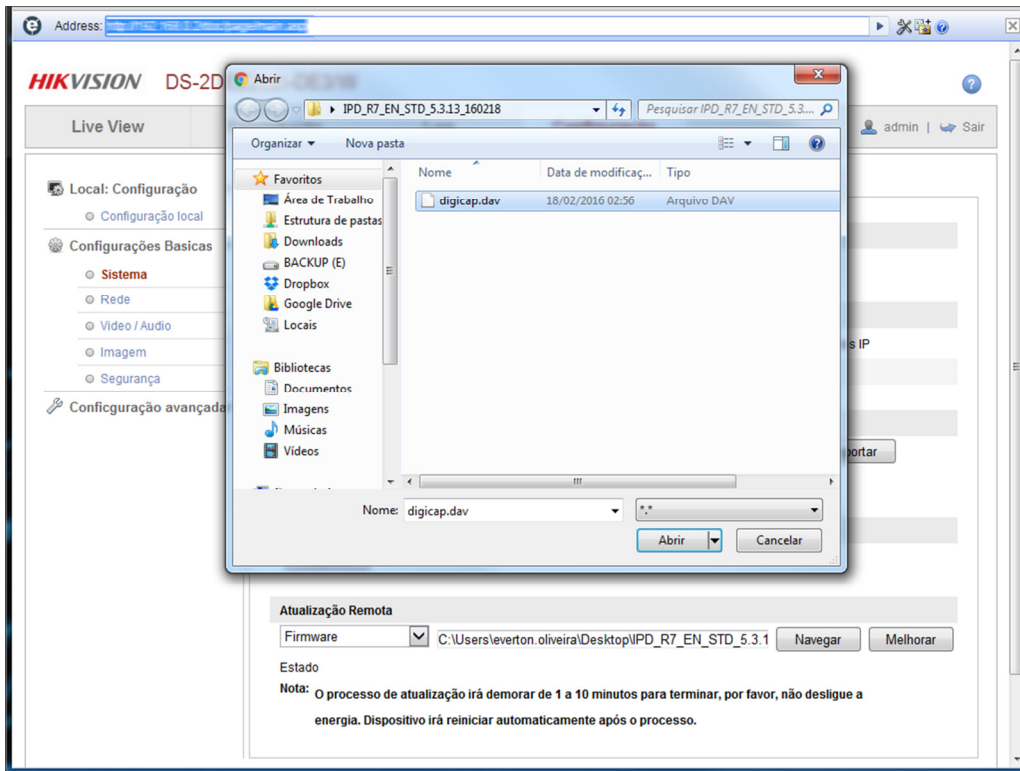 Address:
HIKVISION DS-2D
Live View
admin | Sair
Local: Configuração
Configuração local
Configurações Basicas
Sistema
Rede
Video / Audio
Imagem
Segurança
Conficguração avançada
Abrir
IPD_R7_EN_STD_5.3.13_160218
Pesquisar IPD_R7_EN_STD_5.3....
Organizar Nova pasta
Favoritos
Área de Trabalho
Estrutura de pastas
Downloads
BACKUP (E)
Dropbox
Google Drive
Locais
Bibliotecas
Documentos
Imagens
Músicas
Vídeos
Nome Data de modificaç... Tipo
digicap.dav 18/02/2016 02:56 Arquivo DAV
Nome: digicap.dav *.*
Abrir Cancelar
s IP
portar
Atualização Remota
Firmware C:\Users\everton.oliveira\Desktop\IPD_R7_EN_STD_5.3.1 Navegar Melhorar
Estado
Nota: O processo de atualização irá demorar de 1 a 10 minutos para terminar, por favor, não desligue a
energia. Dispositivo irá reiniciar automaticamente após o processo.